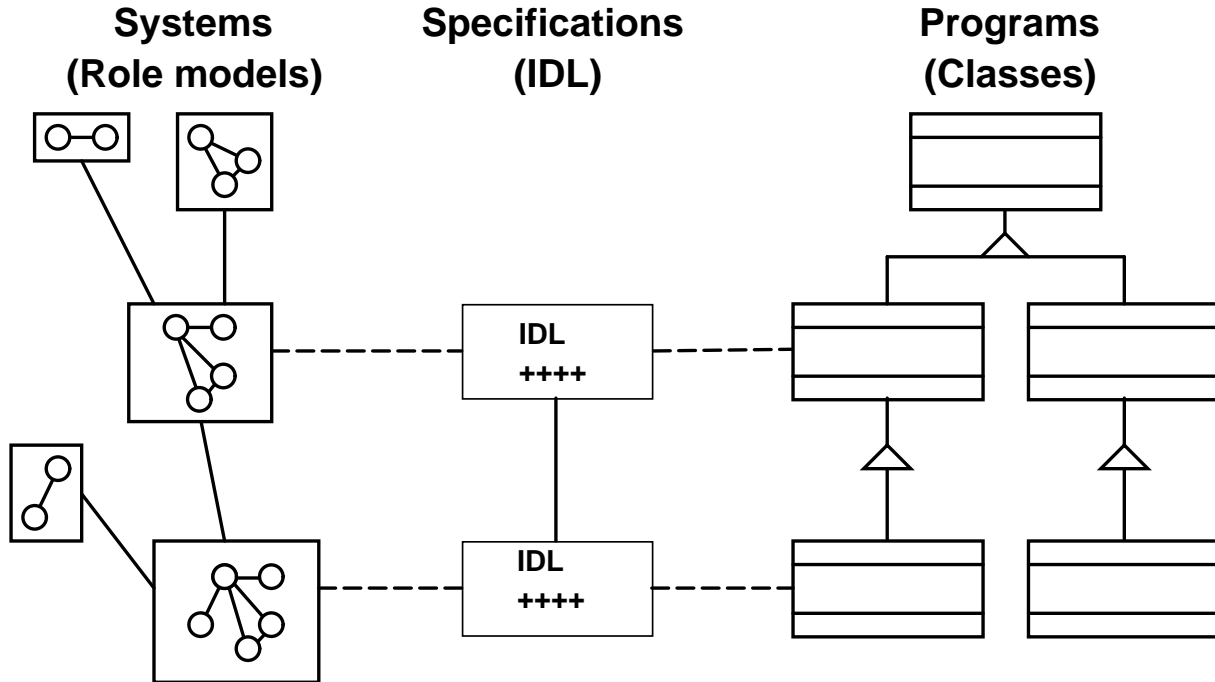 Systems
(Role models)
Specifications
(IDL)
Programs
(Classes)
IDL
++++
IDL
++++